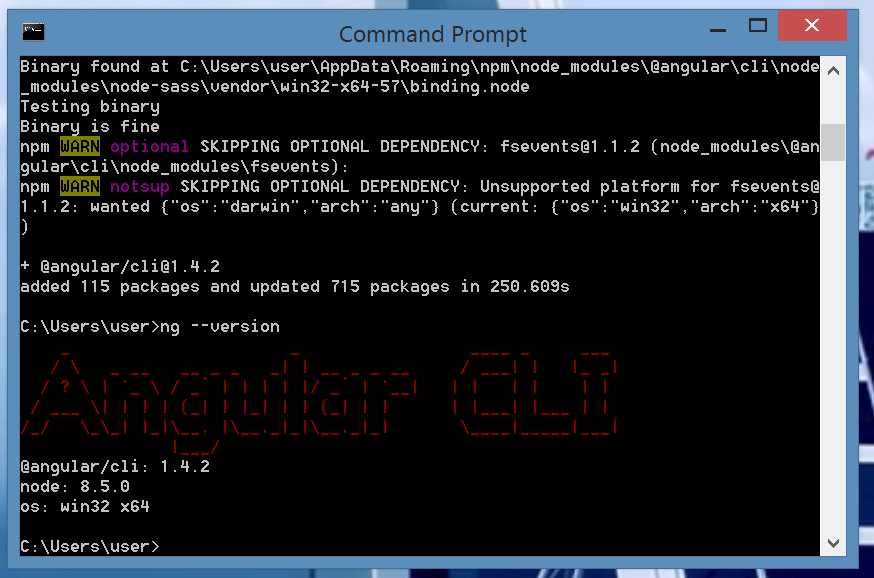 Command Prompt
Binary found at C:\Users\user\AppData\Roaming\npm\node_modules\@angular\cli\node
_modules\node-sass\vendor\win32-x64-57\binding.node
Testing binary
Binary is fine
npm WARN optional SKIPPING OPTIONAL DEPENDENCY: fsevents@1.1.2 (node_modules\@an
gular\cli\node_modules\fsevents):
npm WARN notsup SKIPPING OPTIONAL DEPENDENCY: Unsupported platform for fsevents@
1.1.2: wanted {"os":"darwin","arch":"any"} (current: {"os":"win32","arch":"x64"}
)
+ @angular/cli@1.4.2
added 115 packages and updated 715 packages in 250.609s
C:\Users\user>ng --version
Angular CLI
@angular/cli: 1.4.2
node: 8.5.0
os: win32 x64
C:\Users\user>